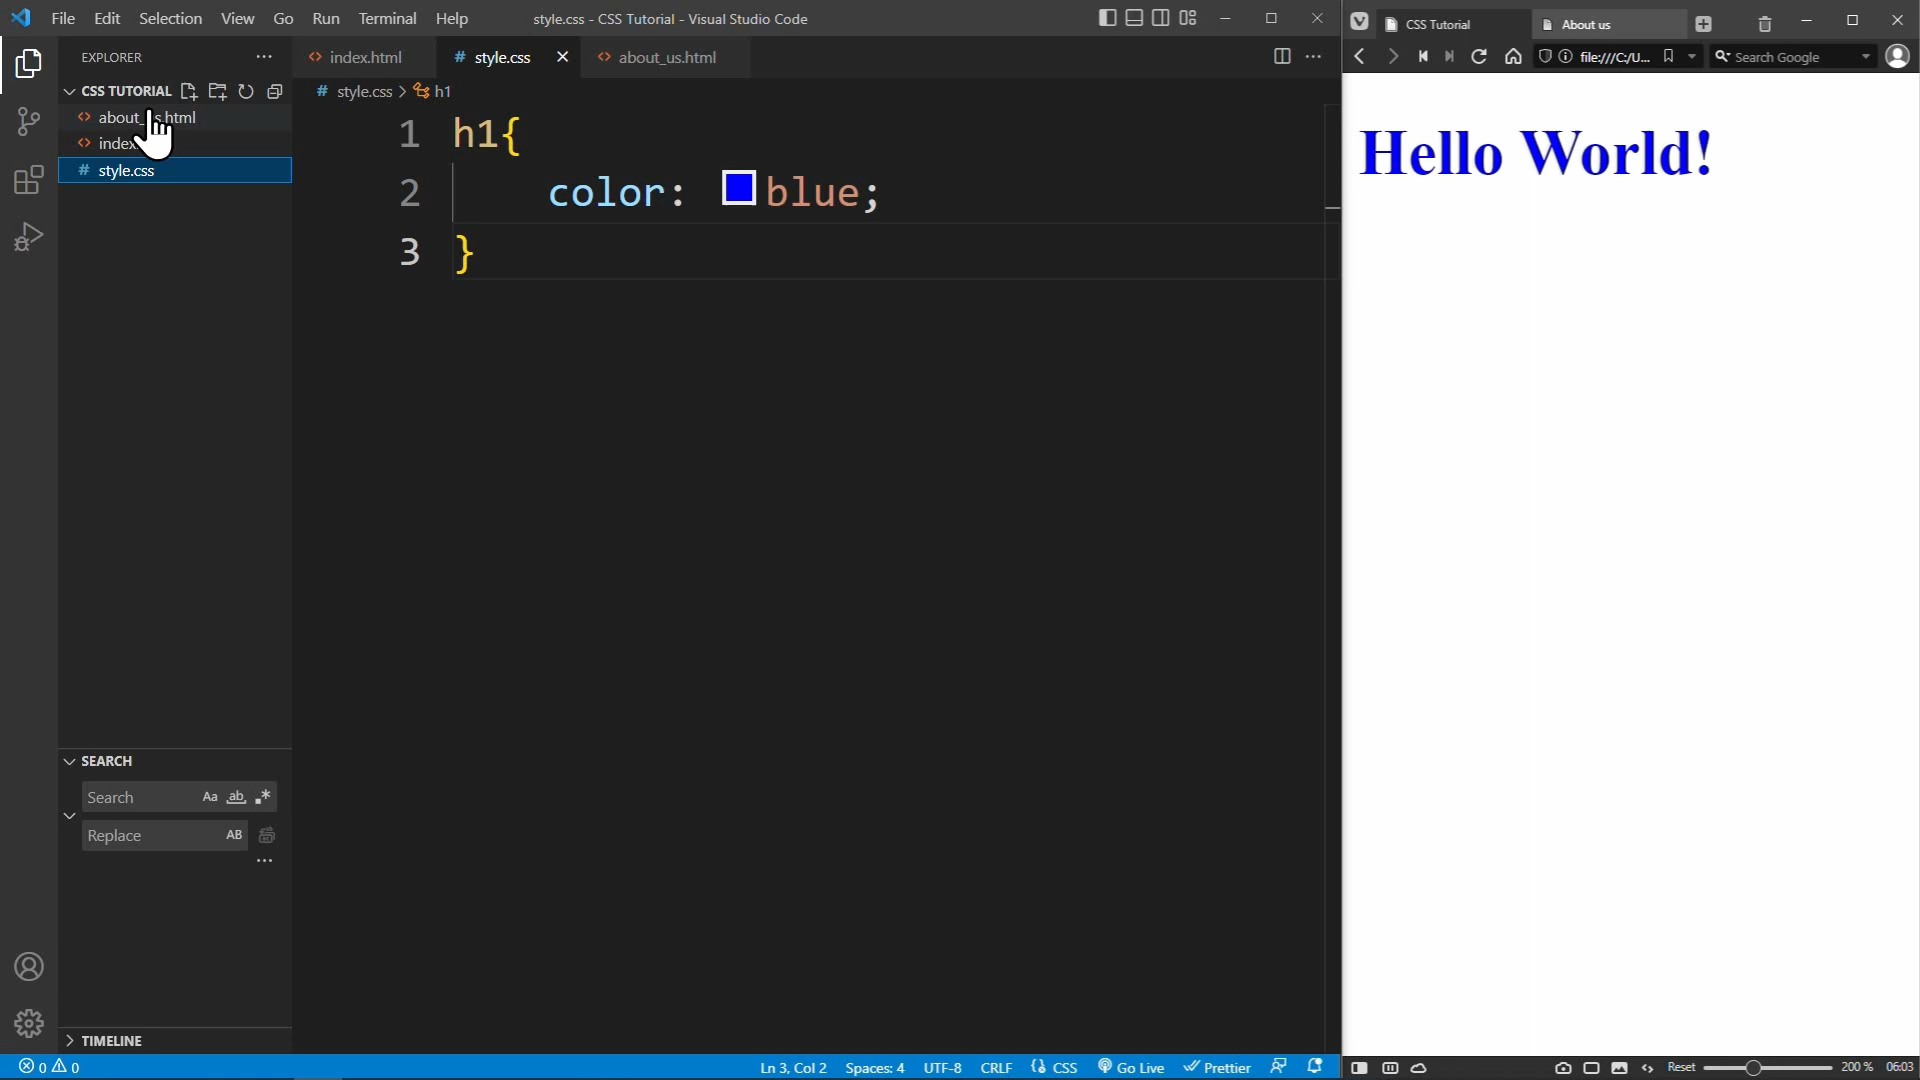 File Edit Selection View Go Run Terminal Help
style.css - CSS Tutorial - Visual Studio Code
EXPLORER
CSS TUTORIAL
style.css
index.html
style.css
about_us.html
style.css > h1
1 h1{
2 color: blue;
3 }
SEARCH
Search Aa ab
Replace AB
TIMELINE
0 0
Ln 3, Col 2 Spaces: 4 UTF-8 CRLF CSS Go Live Prettier
CSS Tutorial
About us
file:///C:/U...
Search Google
Hello World!
Reset 200 % 06:03